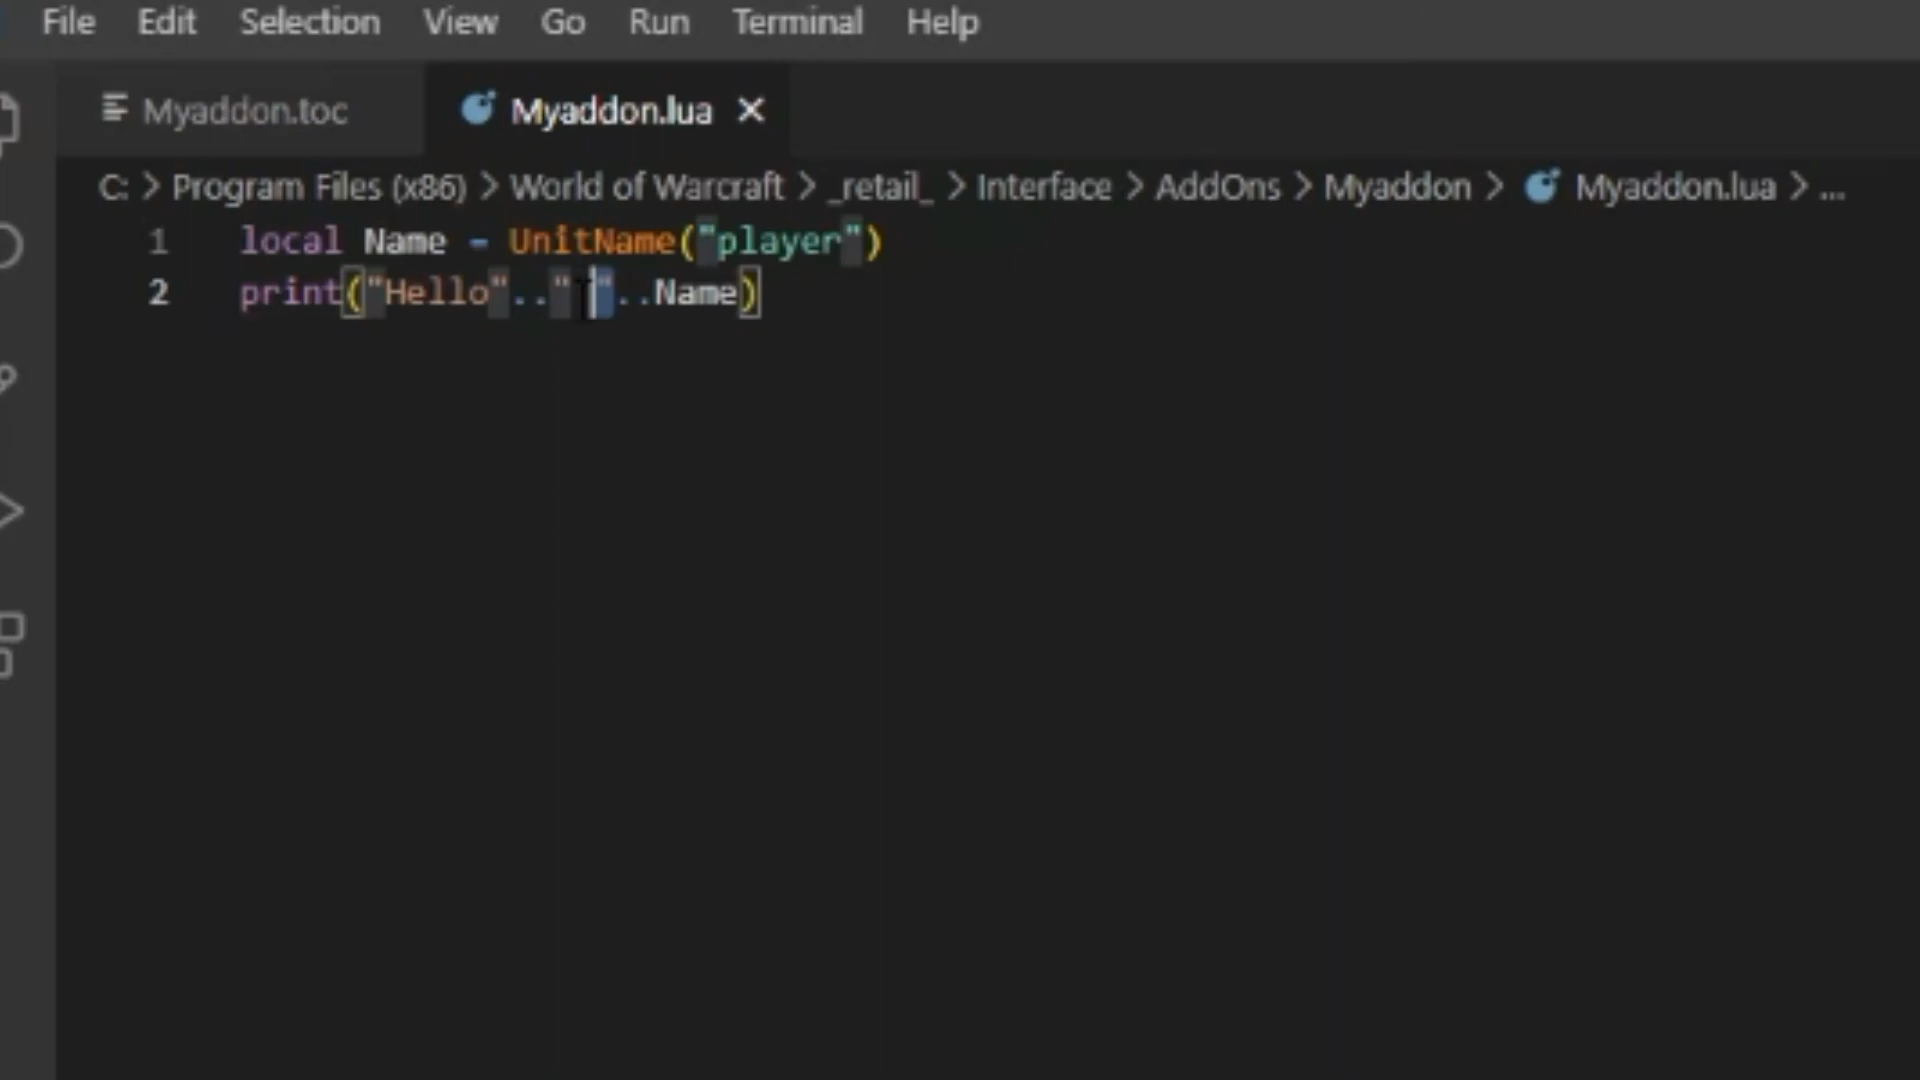 File Edit Selection View Go Run Terminal Help
Myaddon.toc Myaddon.lua
C: > Program Files (x86) > World of Warcraft > _retail_ > Interface > AddOns > Myaddon > Myaddon.lua > ...
1 local Name = UnitName("player")
2 print("Hello".." "..Name)